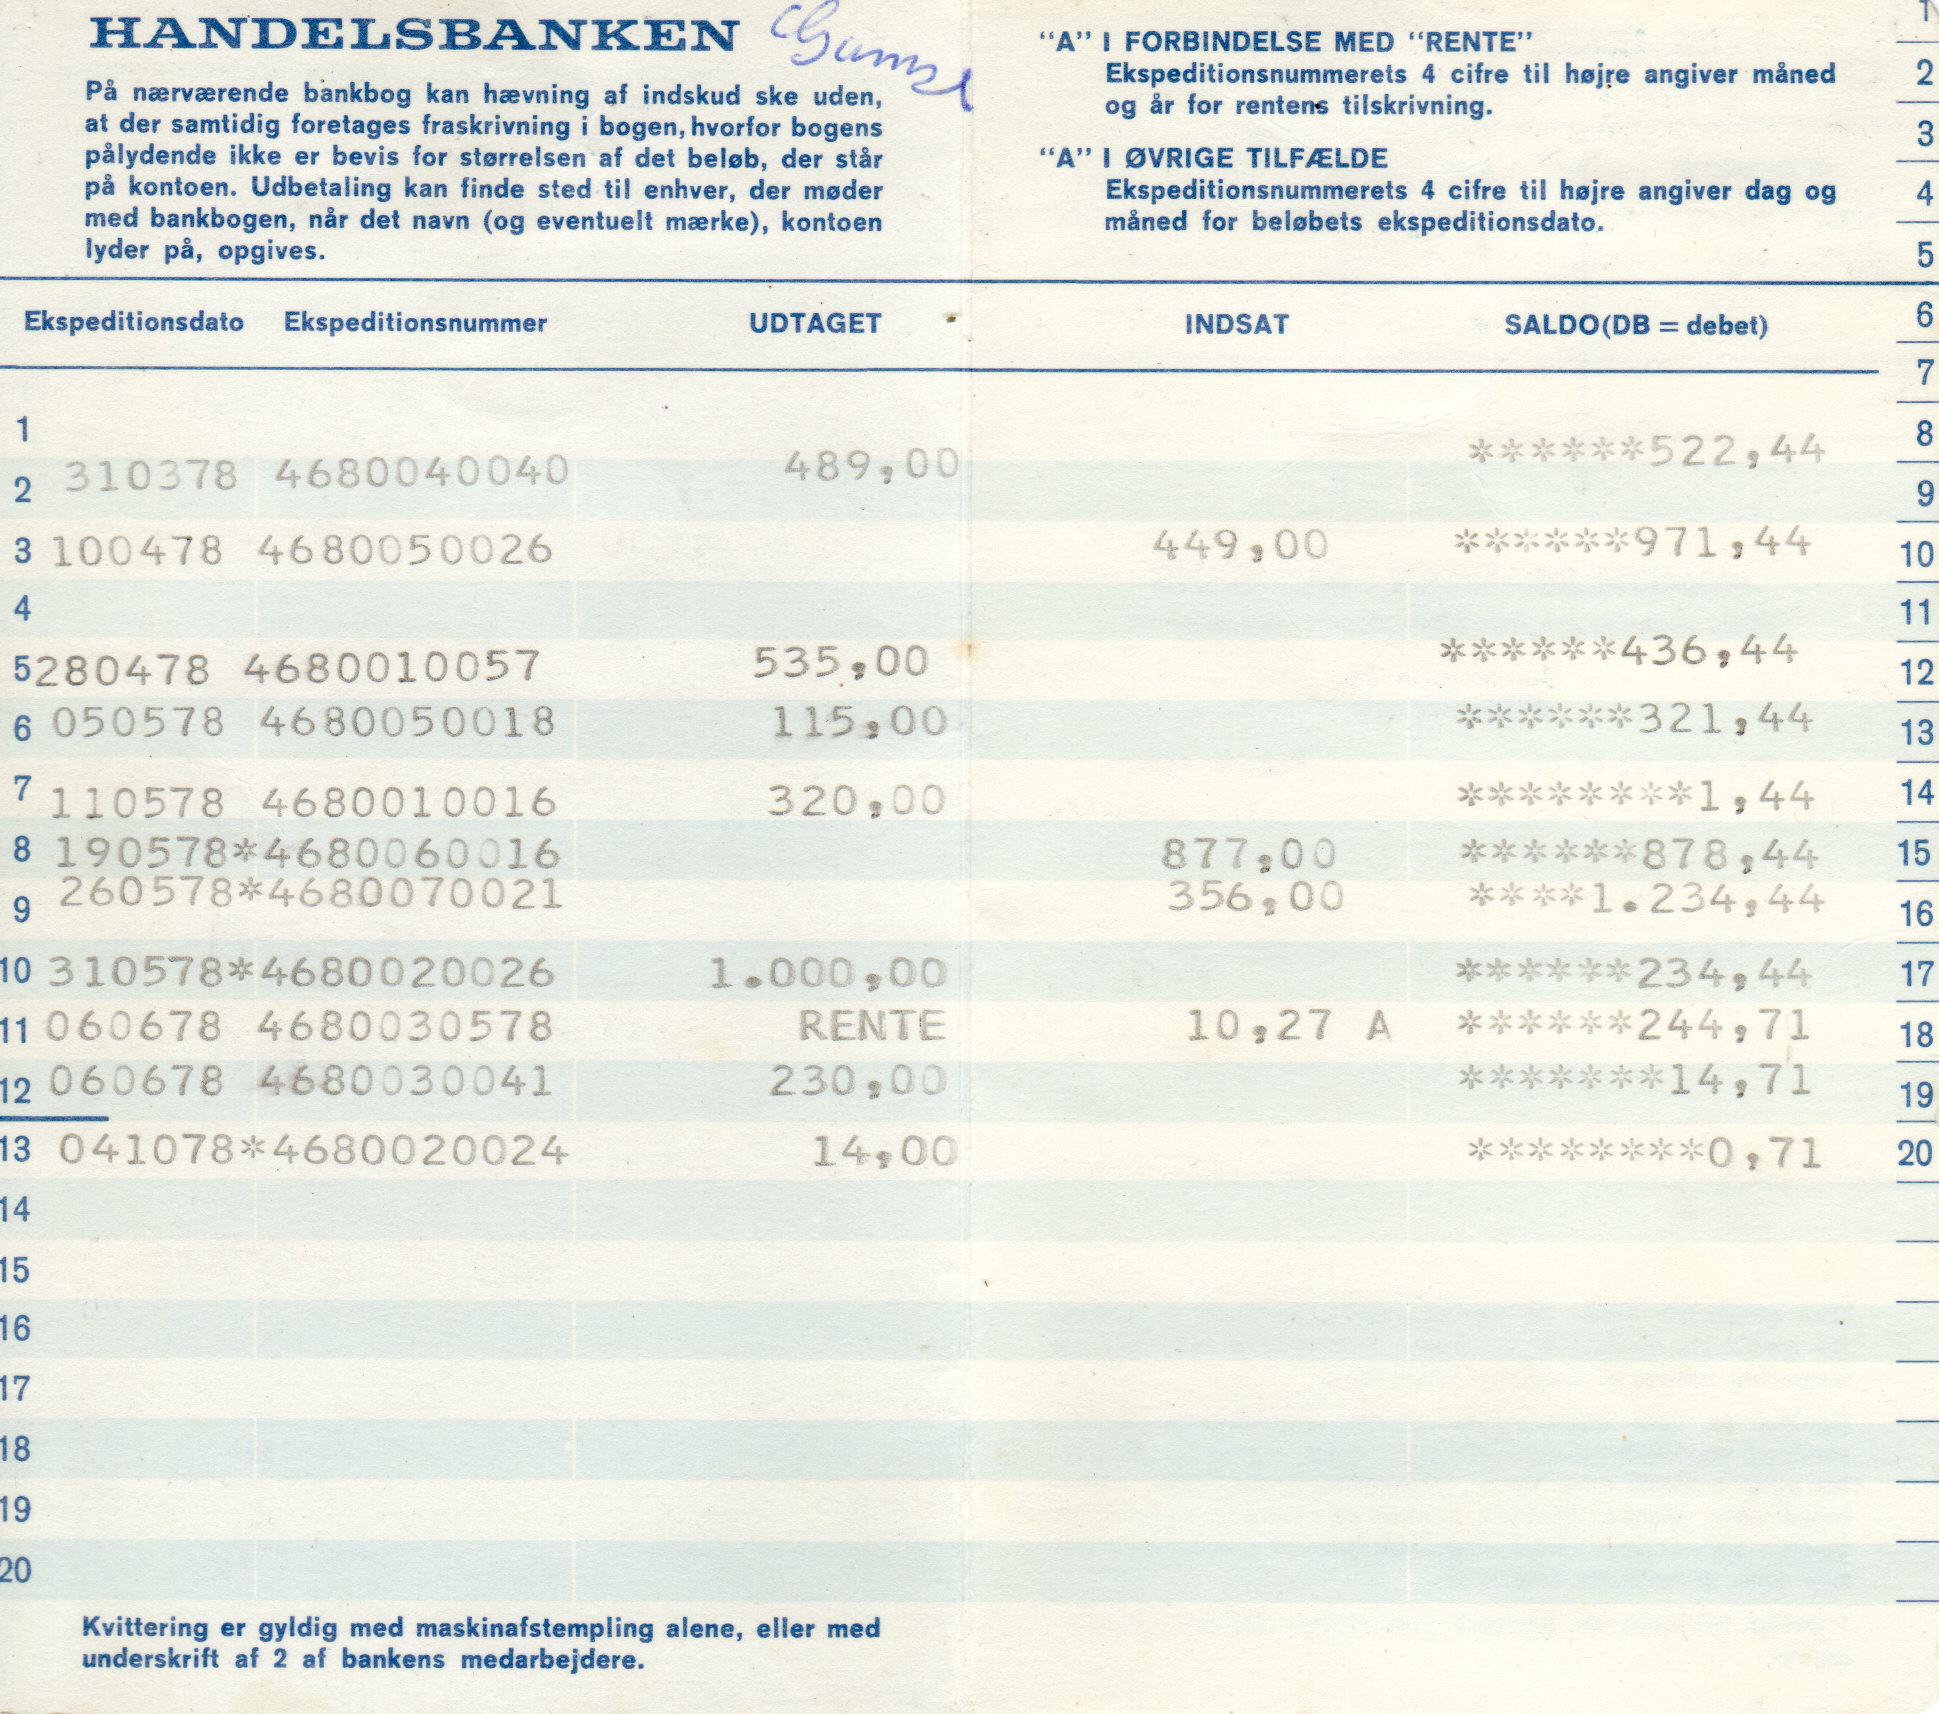 HANDELSBANKEN
På nærværende bankbog kan hævning af indskud ske uden,
at der samtidig foretages fraskrivning i bogen, hvorfor bogens
pålydende ikke er bevis for størrelsen af det beløb, der står
på kontoen. Udbetaling kan finde sted til enhver, der møder
med bankbogen, når det navn (og eventuelt mærke), kontoen
lyder på, opgives.
“A” I FORBINDELSE MED “RENTE”
Ekspeditionsnummerets 4 cifre til højre angiver måned
og år for rentens tilskrivning.
“A” I ØVRIGE TILFÆLDE
Ekspeditionsnummerets 4 cifre til højre angiver dag og
måned for beløbets ekspeditionsdato.
Ekspeditionsdato Ekspeditionsnummer UDTAGET INDSAT SALDO(DB = debet)
1
2 310378 4680040040 489,00 ******522,44
3 100478 4680050026 449,00 ******971,44
4
5 280478 4680010057 535,00 ******436,44
6 050578 4680050018 115,00 ******321,44
7 110578 4680010016 320,00 ********1,44
8 190578*4680060016 877,00 ******878,44
9 260578*4680070021 356,00 ****1.234,44
10 310578*4680020026 1.000,00 ******234,44
11 060678 4680030578 RENTE 10,27 A ******244,71
12 060678 4680030041 230,00 *******14,71
13 041078*4680020024 14,00 ********0,71
14
15
16
17
18
19
20
Kvittering er gyldig med maskinafstempling alene, eller med
underskrift af 2 af bankens medarbejdere.
1
2
3
4
5
6
7
8
9
10
11
12
13
14
15
16
17
18
19
20